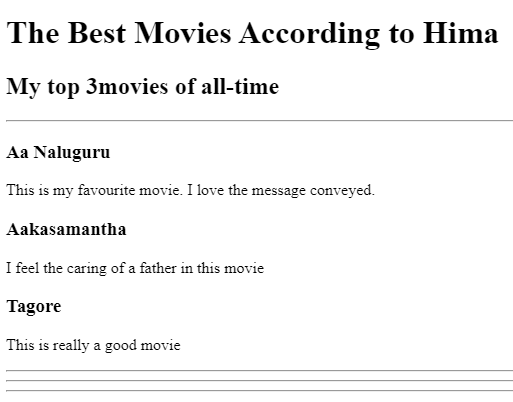 The Best Movies According to Hima
My top 3movies of all-time
Aa Naluguru
This is my favourite movie. I love the message conveyed.
Aakasamantha
I feel the caring of a father in this movie
Tagore
This is really a good movie